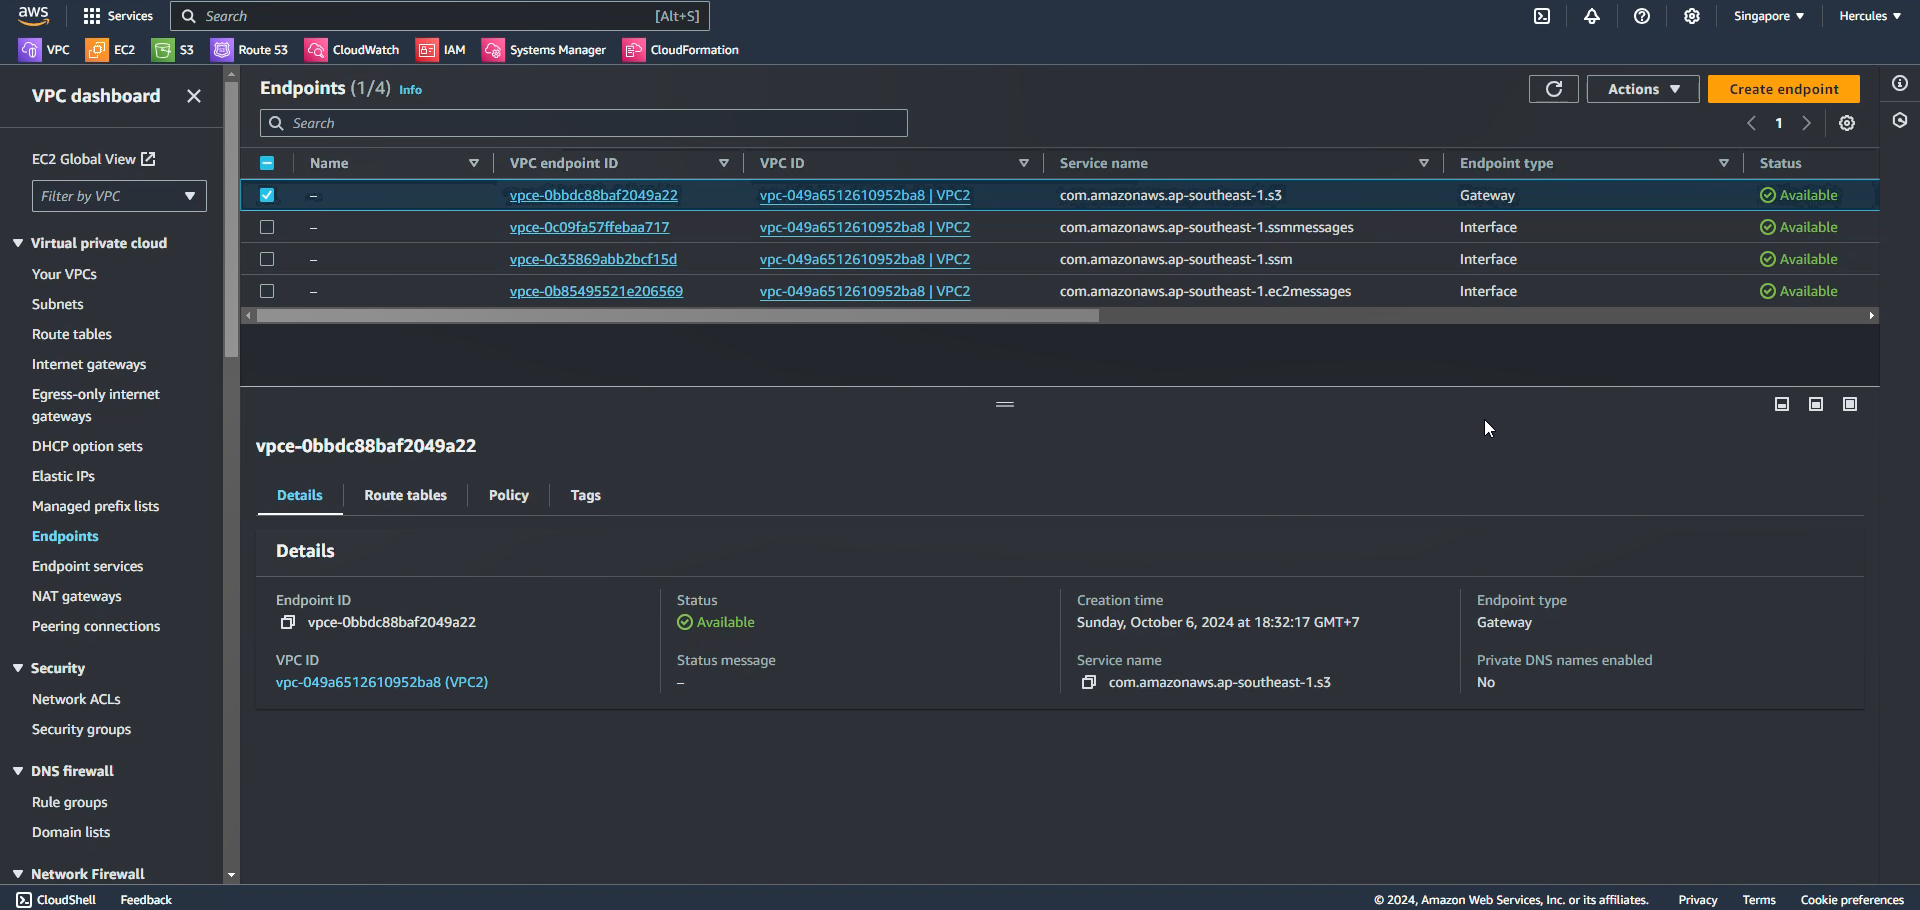 aws Services Search [Alt+S] Singapore ▼ Hercules ▼
VPC EC2 S3 Route 53 CloudWatch IAM Systems Manager CloudFormation
VPC dashboard
EC2 Global View
Filter by VPC
Virtual private cloud
Your VPCs
Subnets
Route tables
Internet gateways
Egress-only internet
gateways
DHCP option sets
Elastic IPs
Managed prefix lists
Endpoints
Endpoint services
NAT gateways
Peering connections
Security
Network ACLs
Security groups
DNS firewall
Rule groups
Domain lists
Network Firewall
Endpoints (1/4) Info
Actions ▼ Create endpoint
Search
1
Name VPC endpoint ID VPC ID Service name Endpoint type Status
– vpce-0bbdc88baf2049a22 vpc-049a6512610952ba8 | VPC2 com.amazonaws.ap-southeast-1.s3 Gateway Available
– vpce-0c09fa57ffebaa717 vpc-049a6512610952ba8 | VPC2 com.amazonaws.ap-southeast-1.ssmmessages Interface Available
– vpce-0c35869abb2bcf15d vpc-049a6512610952ba8 | VPC2 com.amazonaws.ap-southeast-1.ssm Interface Available
– vpce-0b85495521e206569 vpc-049a6512610952ba8 | VPC2 com.amazonaws.ap-southeast-1.ec2messages Interface Available
vpce-0bbdc88baf2049a22
Details Route tables Policy Tags
Details
Endpoint ID
vpce-0bbdc88baf2049a22
VPC ID
vpc-049a6512610952ba8 (VPC2)
Status
Available
Status message
–
Creation time
Sunday, October 6, 2024 at 18:32:17 GMT+7
Service name
com.amazonaws.ap-southeast-1.s3
Endpoint type
Gateway
Private DNS names enabled
No
CloudShell Feedback © 2024, Amazon Web Services, Inc. or its affiliates. Privacy Terms Cookie preferences